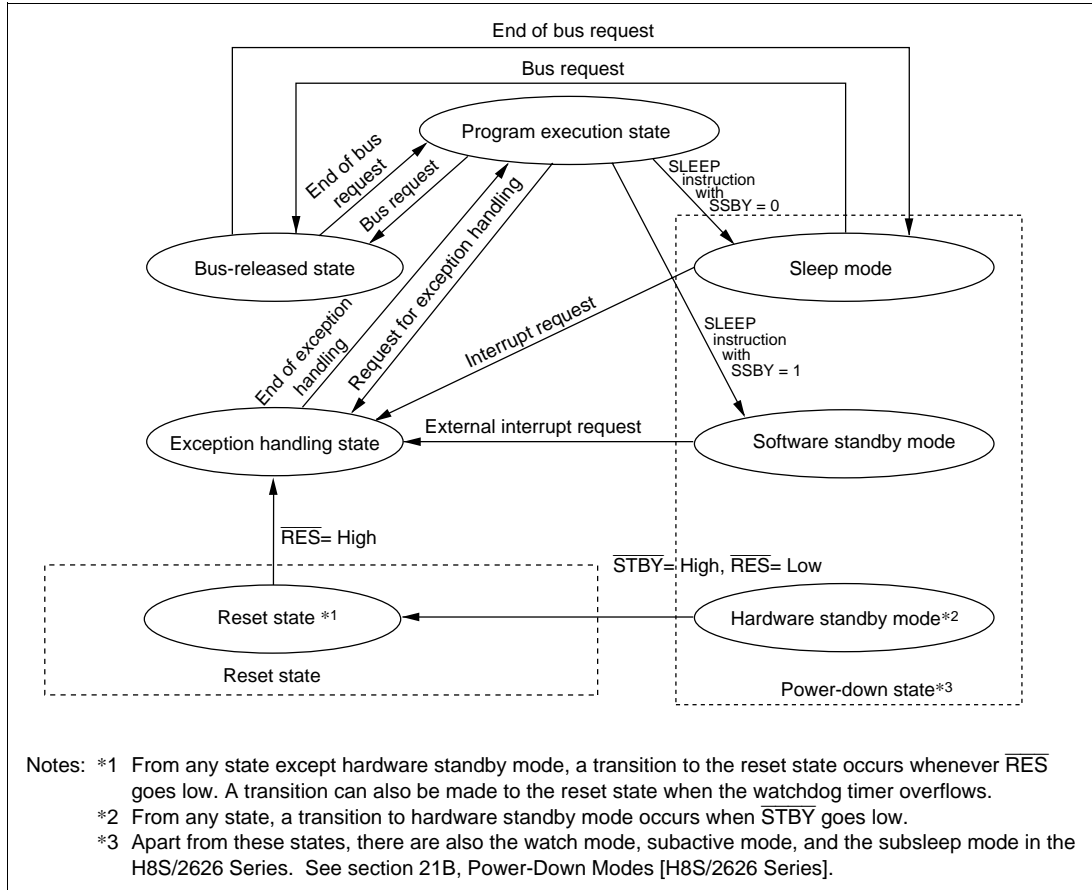 End of bus request
Bus request
Program execution state
End of bus
request
Bus request
SLEEP
instruction
with
SSBY = 0
Bus-released state
Sleep mode
End of exception
handling
Request for exception handling
Interrupt request
SLEEP
instruction
with
SSBY = 1
Exception handling state
External interrupt request
Software standby mode
R̅E̅S̅= High
S̅T̅B̅Y̅= High, R̅E̅S̅= Low
Reset state *1
Hardware standby mode*2
Reset state
Power-down state*3
Notes: *1 From any state except hardware standby mode, a transition to the reset state occurs whenever R̅E̅S̅
goes low. A transition can also be made to the reset state when the watchdog timer overflows.
*2 From any state, a transition to hardware standby mode occurs when S̅T̅B̅Y̅ goes low.
*3 Apart from these states, there are also the watch mode, subactive mode, and the subsleep mode in the
H8S/2626 Series. See section 21B, Power-Down Modes [H8S/2626 Series].